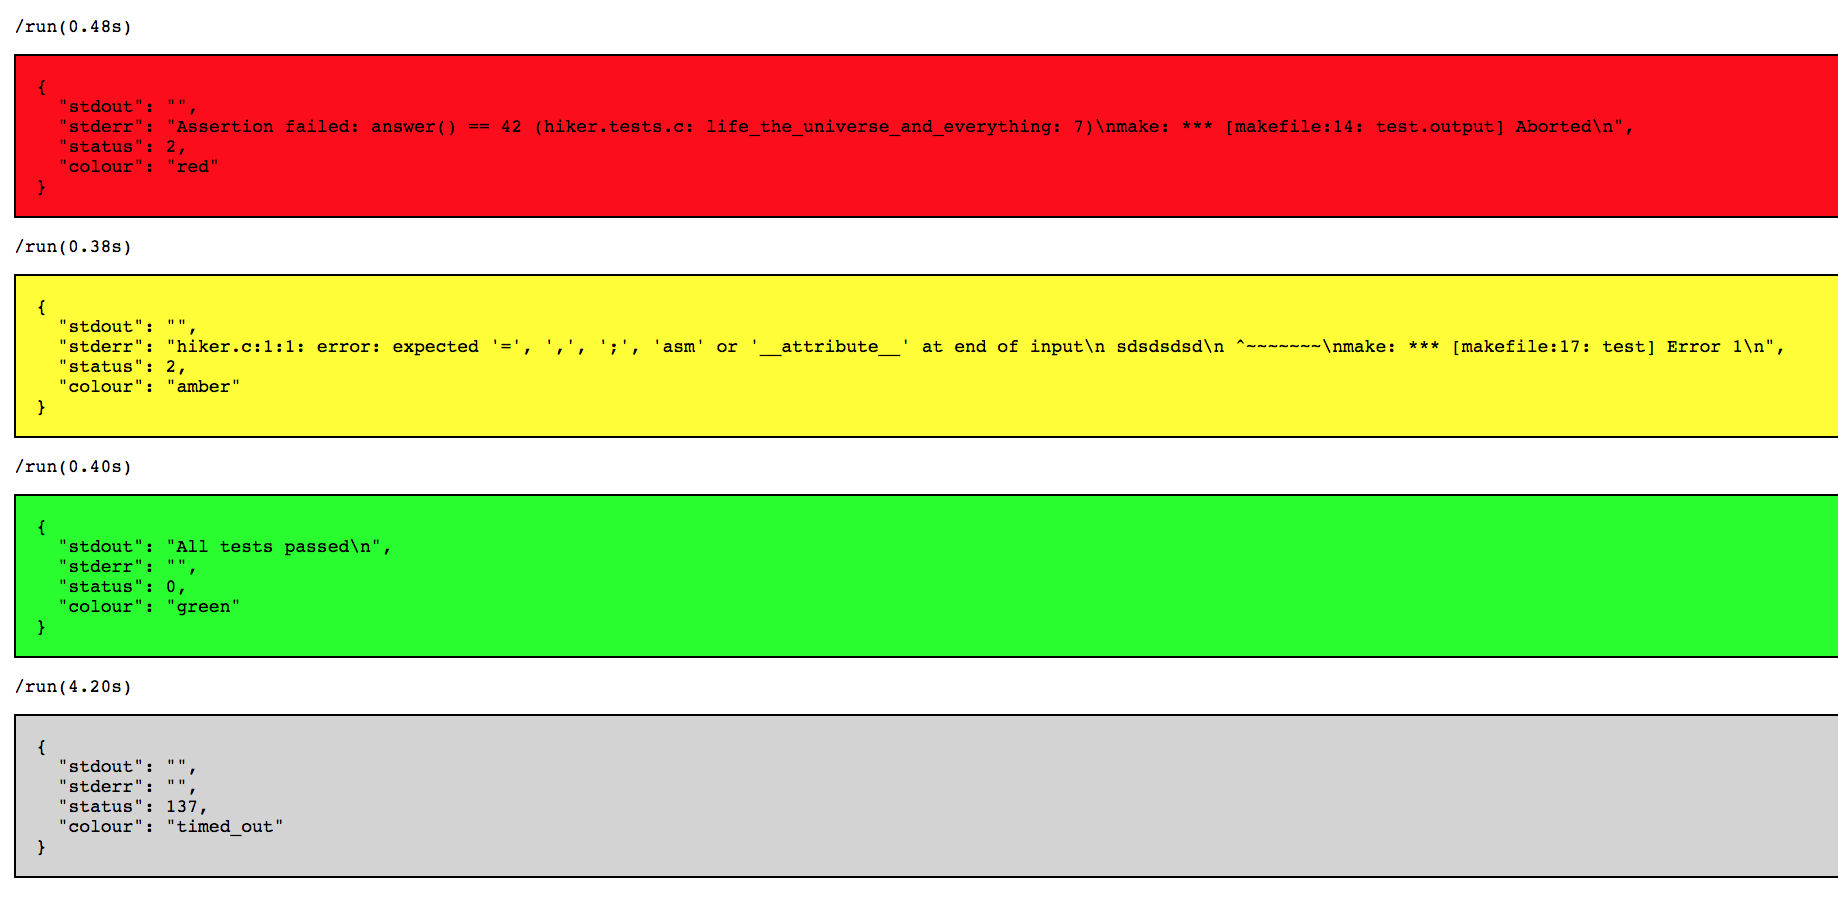 /run(0.48s)
{
  "stdout": "",
  "stderr": "Assertion failed: answer() == 42 (hiker.tests.c: life_the_universe_and_everything: 7)\nmake: *** [makefile:14: test.output] Aborted\n",
  "status": 2,
  "colour": "red"
}
/run(0.38s)
{
  "stdout": "",
  "stderr": "hiker.c:1:1: error: expected '=', ',', ';', 'asm' or '__attribute__' at end of input\n sdsdsdsd\n ^~~~~~~~\nmake: *** [makefile:17: test] Error 1\n",
  "status": 2,
  "colour": "amber"
}
/run(0.40s)
{
  "stdout": "All tests passed\n",
  "stderr": "",
  "status": 0,
  "colour": "green"
}
/run(4.20s)
{
  "stdout": "",
  "stderr": "",
  "status": 137,
  "colour": "timed_out"
}